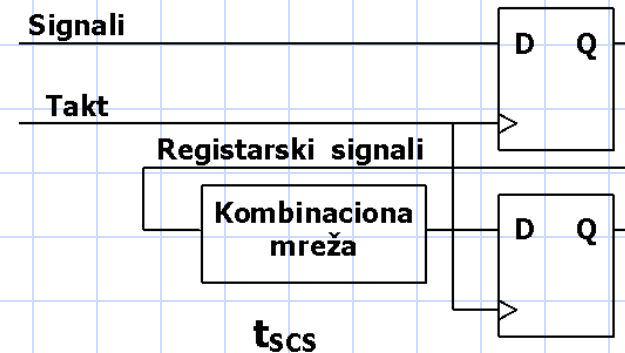 Signali
D Q
Takt
Registarski signali
Kombinaciona
mreža
D Q
tSCS